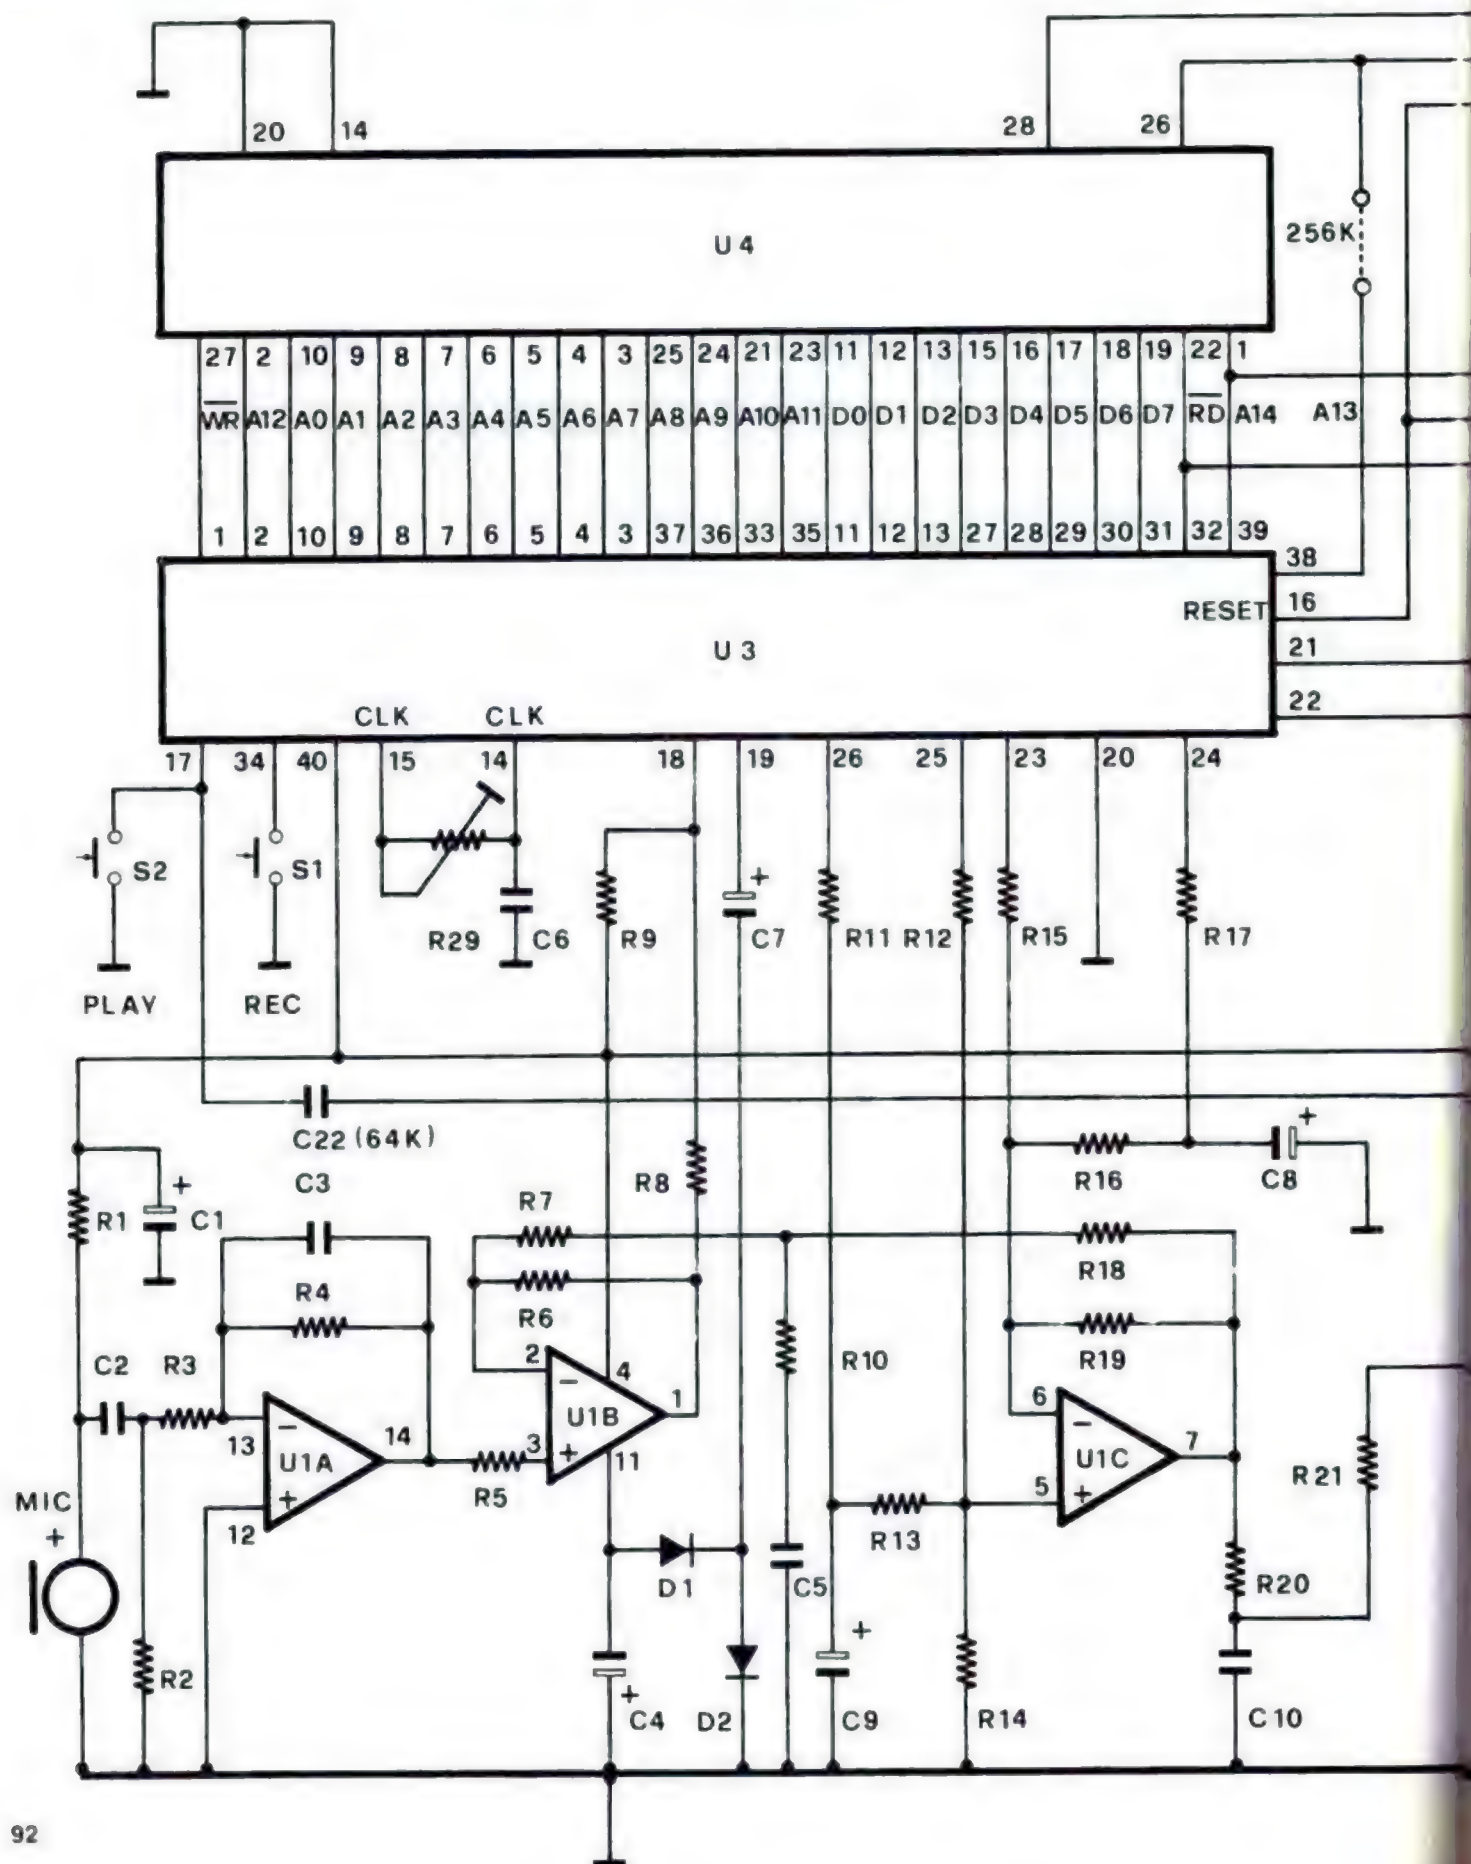 20 14 28 26
U 4
256K
27 2 10 9 8 7 6 5 4 3 25 24 21 23 11 12 13 15 16 17 18 19 22 1
WR A12 A0 A1 A2 A3 A4 A5 A6 A7 A8 A9 A10 A11 D0 D1 D2 D3 D4 D5 D6 D7 RD A14 A13
1 2 10 9 8 7 6 5 4 3 37 36 33 35 11 12 13 27 28 29 30 31 32 39
38
RESET 16
U 3
21
22
CLK CLK
17 34 40 15 14 18 19 26 25 23 20 24
S2 S1
+
R29 C6 R9 C7 R11 R12 R15 R17
PLAY REC
C22 (64K)
+
C3 R8 R16 C8
+
R1 C1 R7
R18
R4 R6
C2 R3 2 4 R10 R19
1 6
13 14 U1B 7
U1A 3 + 11 U1C
- - -
+ + 5
R5 R21
MIC
+
12 R13
D1 C5 R20
+
R2 + C4 D2 C9 R14 C10
92